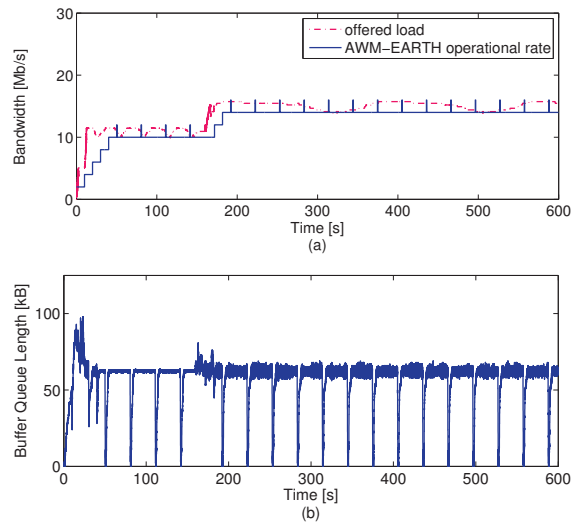 30
20
10
0
Bandwidth [Mb/s]
offered load
AWM−EARTH operational rate
0 100 200 300 400 500 600
Time [s]
(a)
100
50
0
Buffer Queue Length [kB]
0 100 200 300 400 500 600
Time [s]
(b)